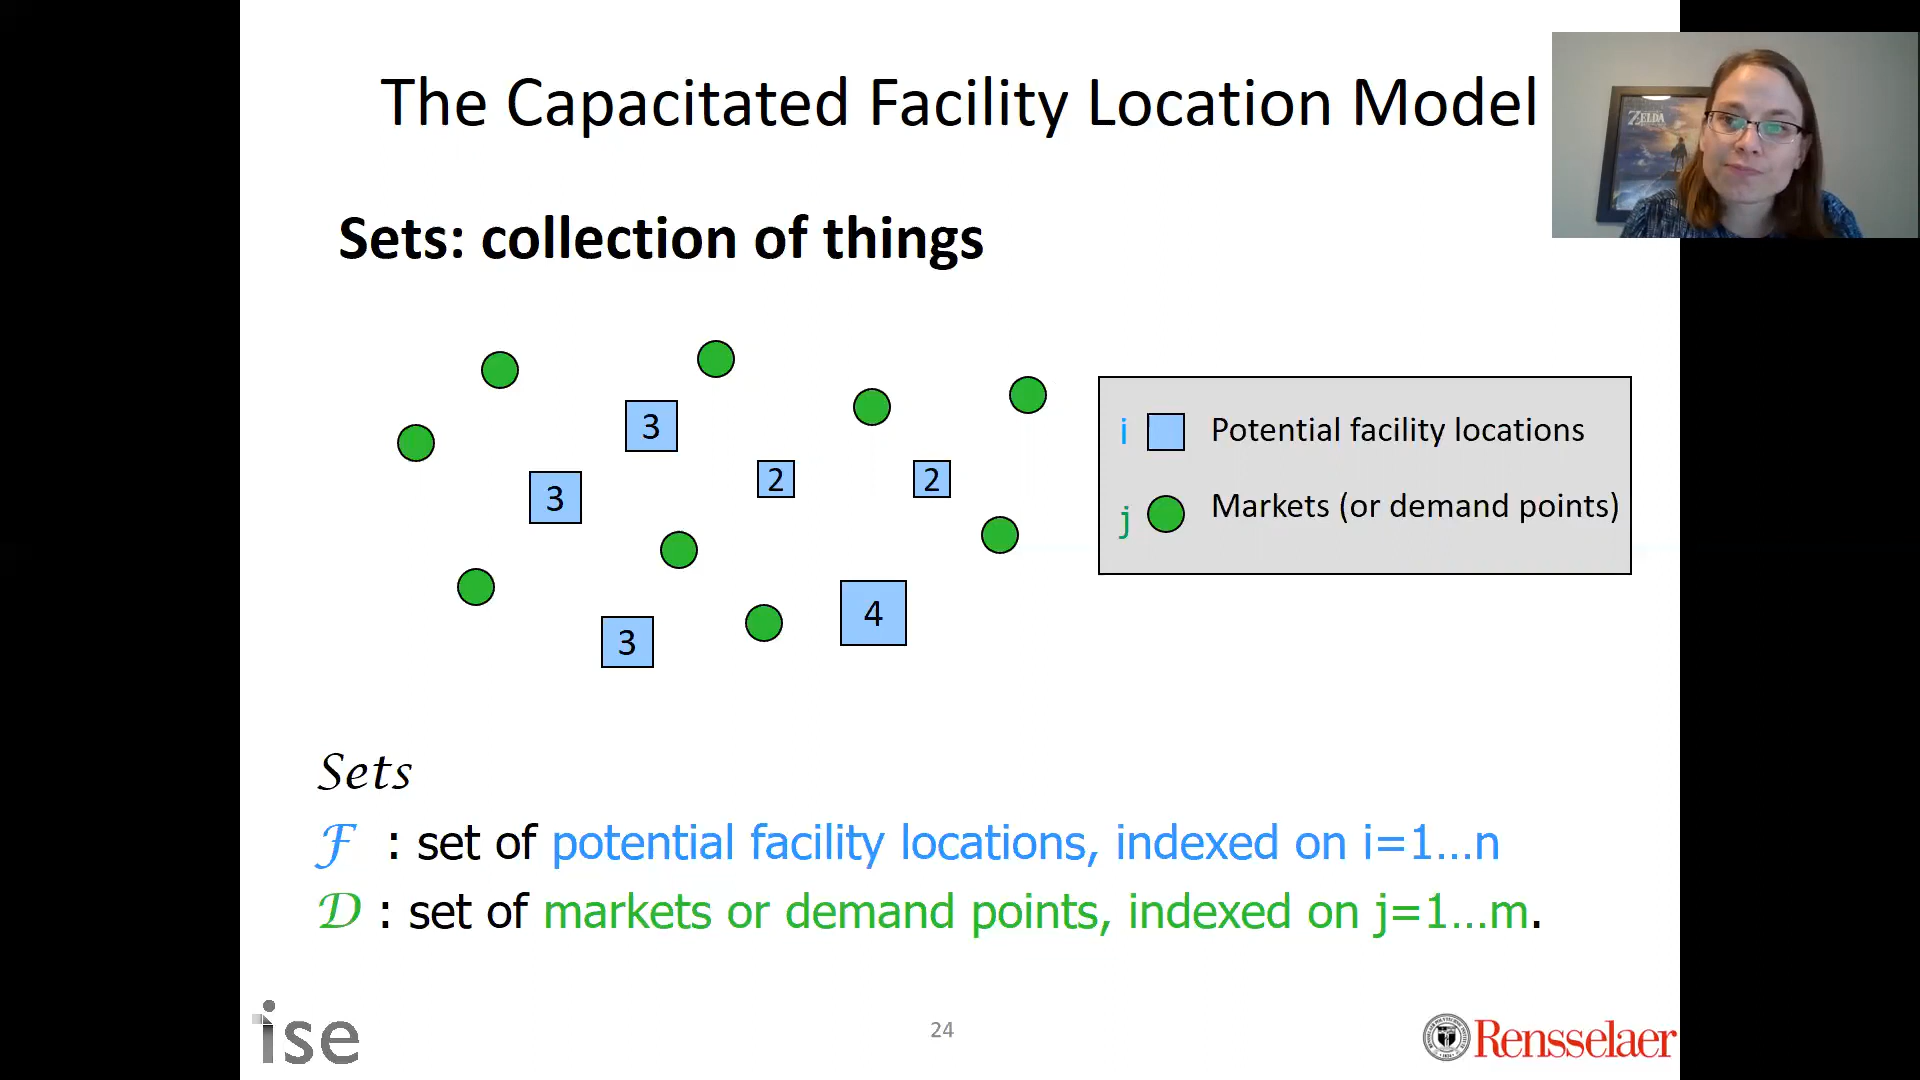 The Capacitated Facility Location Model
ZELDA
Sets: collection of things
3
3
2
2
3
4
i Potential facility locations
j Markets (or demand points)
Sets
ℱ : set of potential facility locations, indexed on i=1…n
𝒟 : set of markets or demand points, indexed on j=1…m.
ise
24
Rensselaer